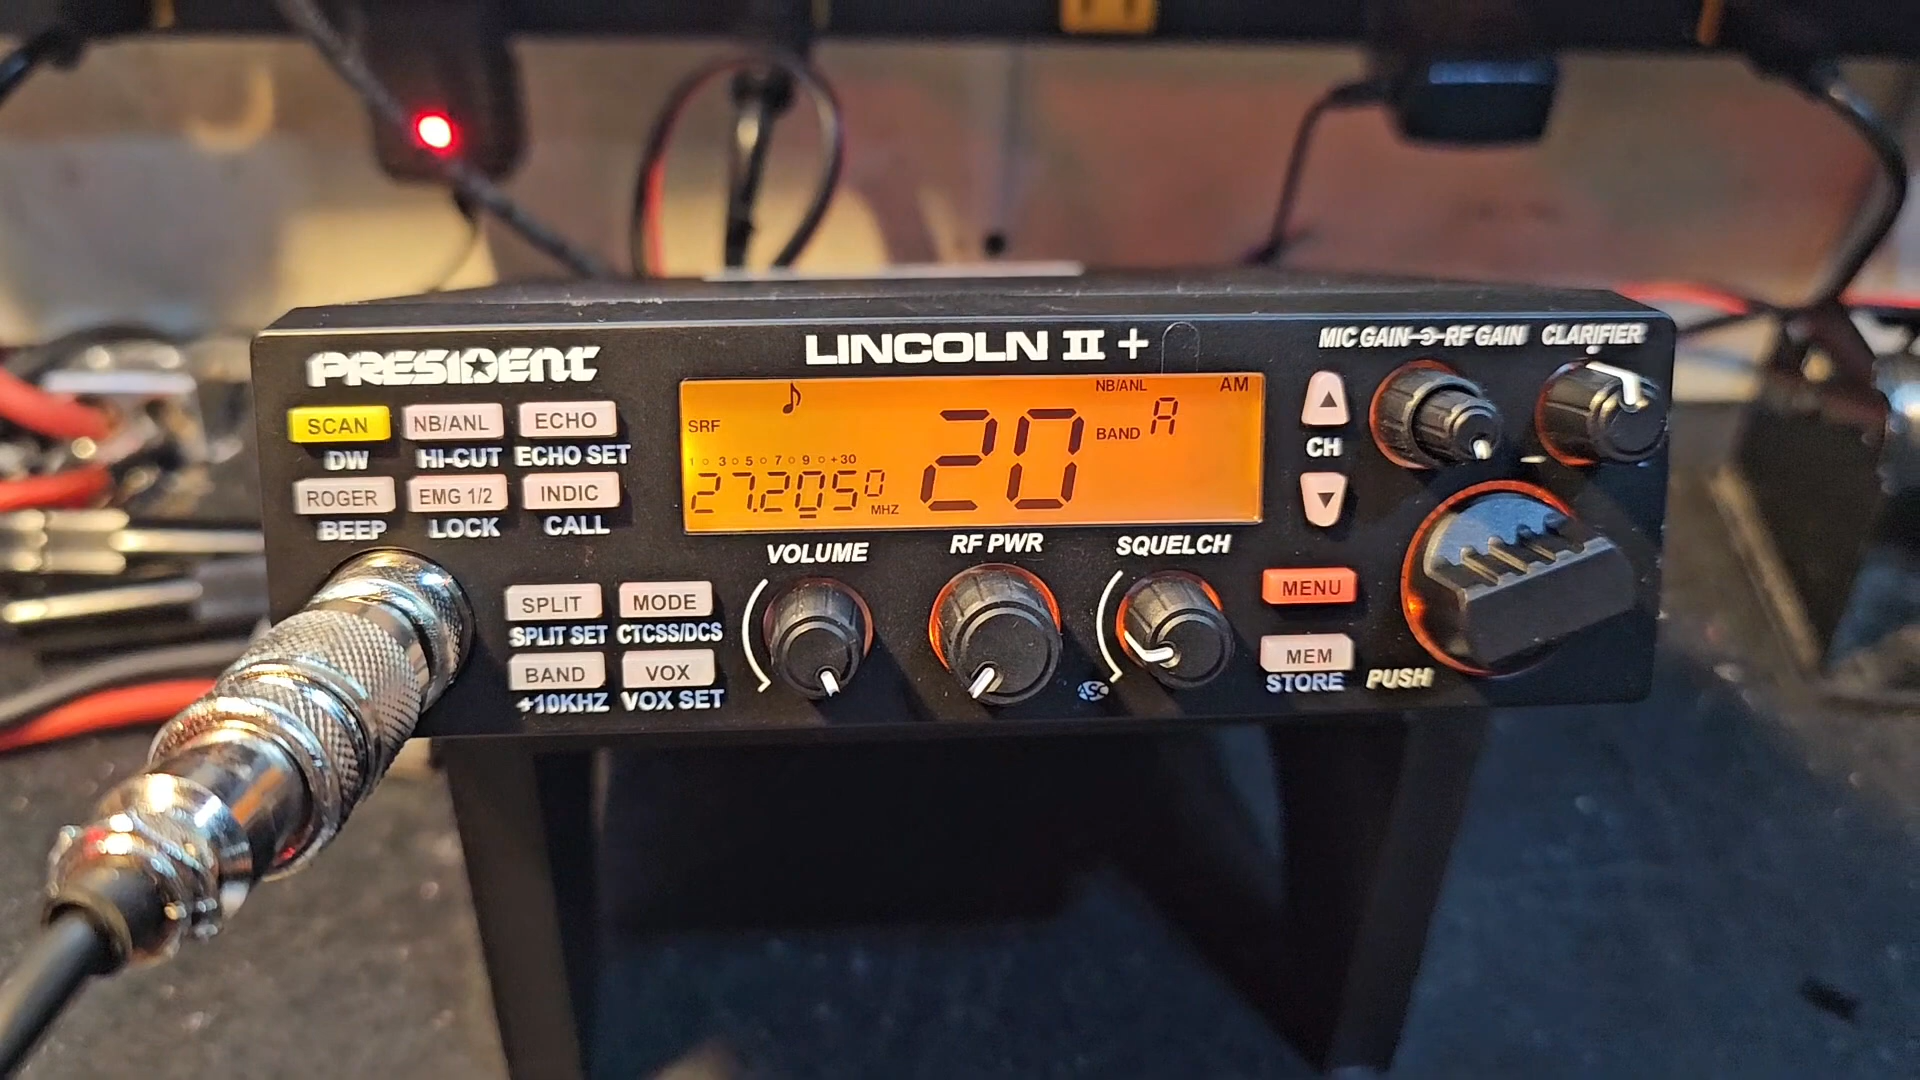 PRESIDENT
LINCOLN II +
MIC GAIN RF GAIN CLARIFIER
SCAN NB/ANL ECHO
DW HI-CUT ECHO SET
ROGER EMG 1/2 INDIC
BEEP LOCK CALL
SPLIT MODE
SPLIT SET CTCSS/DCS
BAND VOX
+10KHZ VOX SET
NB/ANL AM
SRF
20
BAND A
1 3 5 7 9 +30
27.2050 MHZ
CH
VOLUME RF PWR SQUELCH
ASC
MENU
MEM
STORE
PUSH